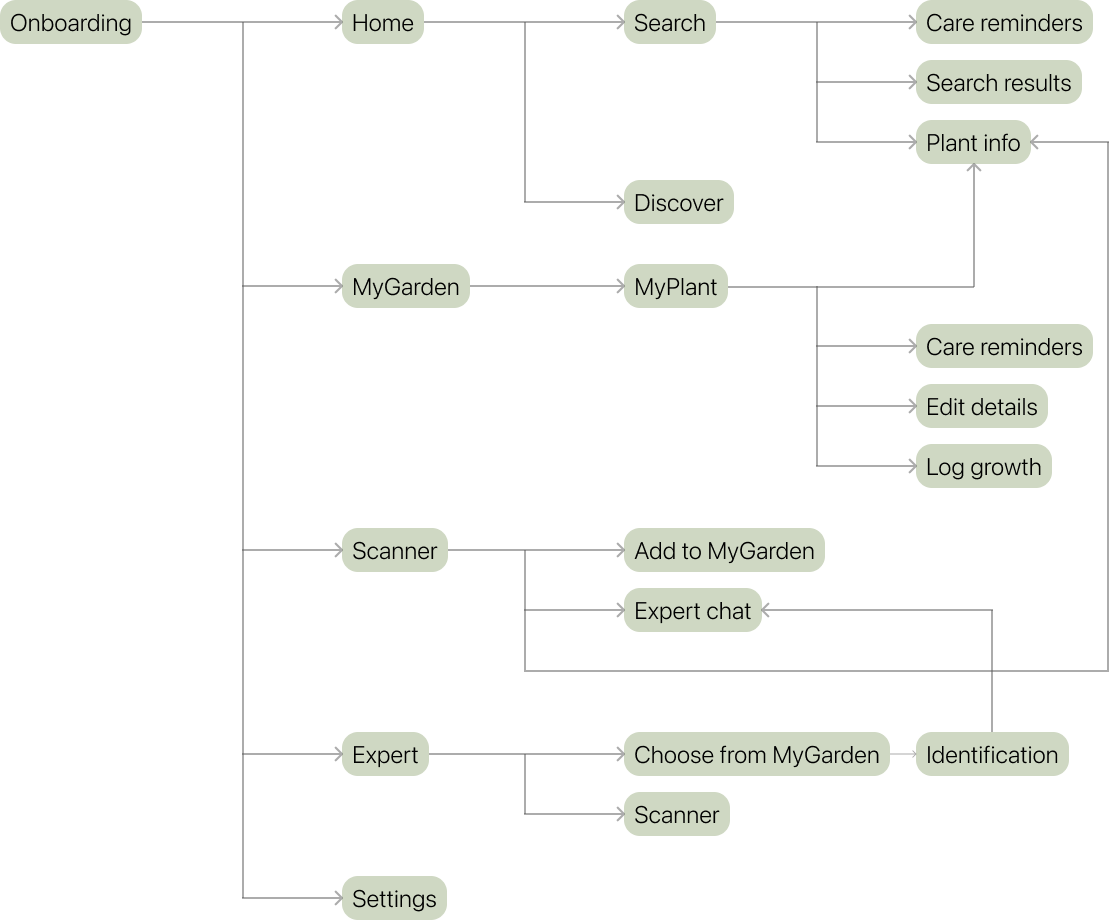 Onboarding
Home
Search
Care reminders
Search results
Plant info
Discover
MyGarden
MyPlant
Care reminders
Edit details
Log growth
Scanner
Add to MyGarden
Expert chat
Expert
Choose from MyGarden
Identification
Scanner
Settings